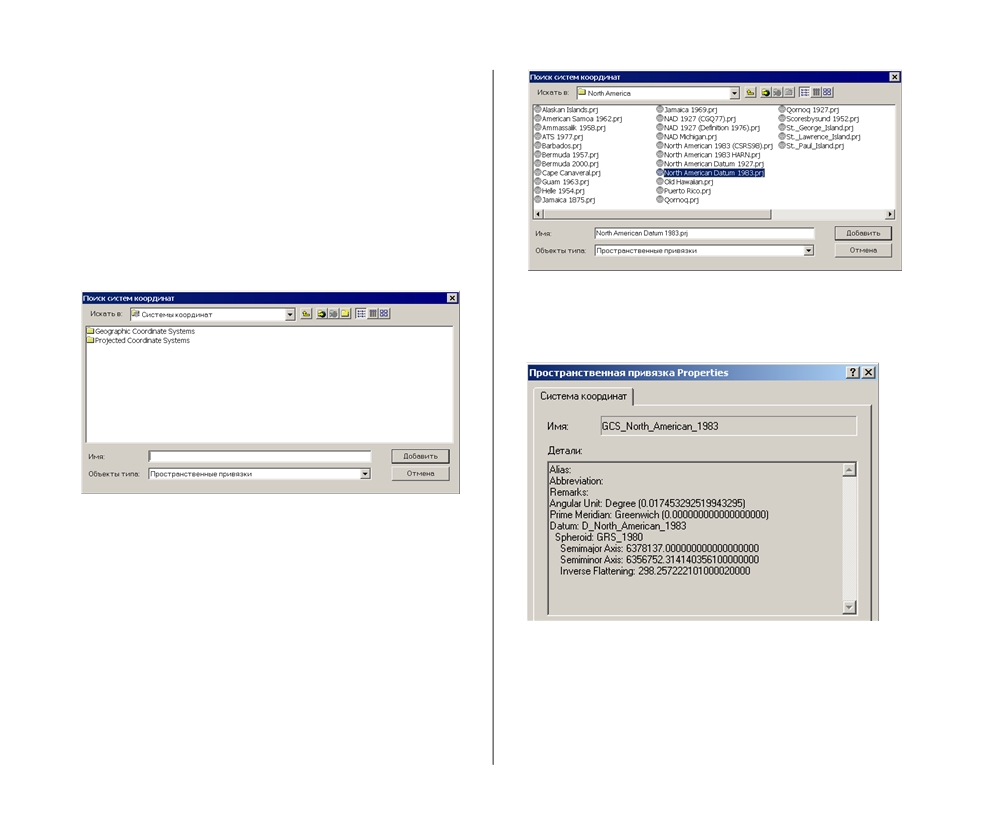 Поиск систем координат
Искать в: Системы координат
Geographic Coordinate Systems
Projected Coordinate Systems
Имя:
Добавить
Объекты типа: Пространственные привязки
Отмена
Поиск систем координат
Искать в: North America
Alaskan Islands.prj
American Samoa 1962.prj
Ammassalik 1958.prj
ATS 1977.prj
Barbados.prj
Bermuda 1957.prj
Bermuda 2000.prj
Cape Canaveral.prj
Guam 1963.prj
Helle 1954.prj
Jamaica 1875.prj
Jamaica 1969.prj
NAD 1927 (CGQ77).prj
NAD 1927 (Definition 1976).prj
NAD Michigan.prj
North American 1983 (CSRS98).prj
North American 1983 HARN.prj
North American Datum 1927.prj
North American Datum 1983.prj
Old Hawaiian.prj
Puerto Rico.prj
Qornoq.prj
Qornoq 1927.prj
Scoresbysund 1952.prj
St._George_Island.prj
St._Lawrence_Island.prj
St._Paul_Island.prj
Имя: North American Datum 1983.prj
Добавить
Объекты типа: Пространственные привязки
Отмена
Пространственная привязка Properties
Система координат
Имя: GCS_North_American_1983
Детали:
Alias:
Abbreviation:
Remarks:
Angular Unit: Degree (0.017453292519943295)
Prime Meridian: Greenwich (0.000000000000000000)
Datum: D_North_American_1983
Spheroid: GRS_1980
Semimajor Axis: 6378137.000000000000000000
Semiminor Axis: 6356752.314140356100000000
Inverse Flattening: 298.257222101000020000